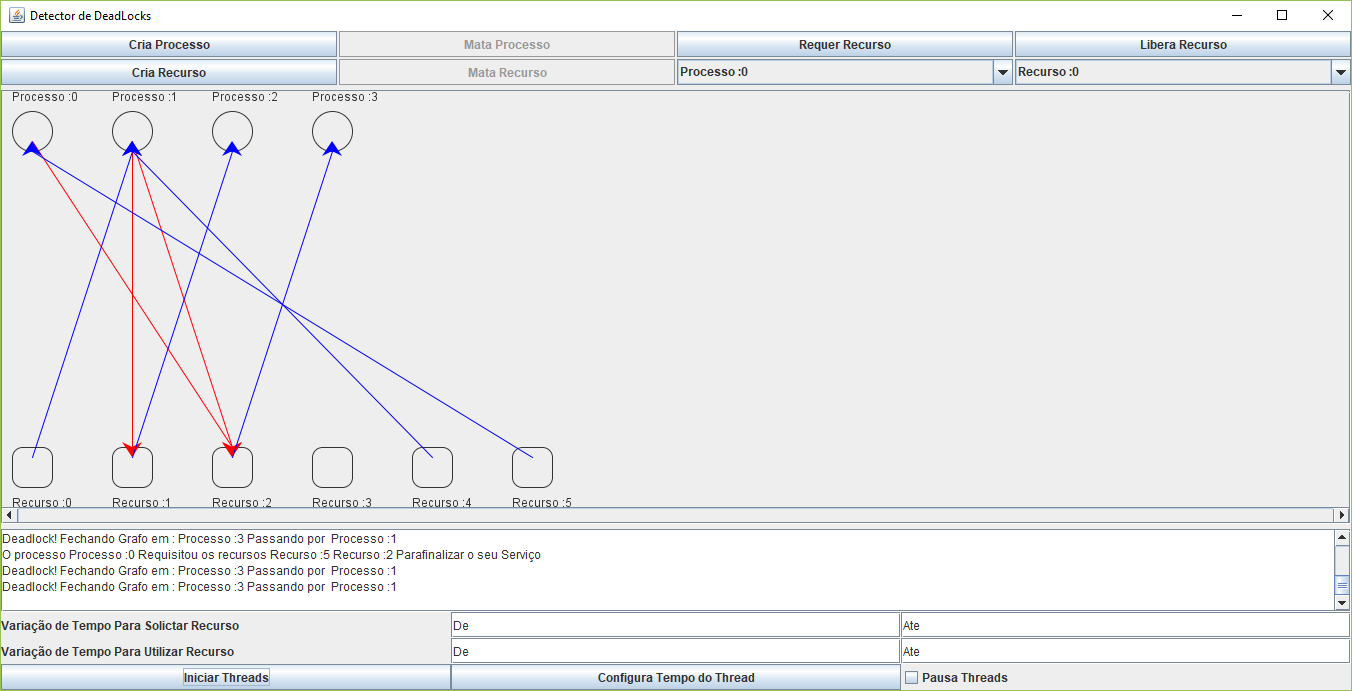 Detector de DeadLocks
Cria Processo Mata Processo Requer Recurso Libera Recurso
Cria Recurso Mata Recurso Processo :0 Recurso :0
Processo :0 Processo :1 Processo :2 Processo :3
Recurso :0 Recurso :1 Recurso :2 Recurso :3 Recurso :4 Recurso :5
Deadlock! Fechando Grafo em : Processo :3 Passando por Processo :1
O processo Processo :0 Requisitou os recursos Recurso :5 Recurso :2 Parafinalizar o seu Serviço
Deadlock! Fechando Grafo em : Processo :3 Passando por Processo :1
Deadlock! Fechando Grafo em : Processo :3 Passando por Processo :1
Variação de Tempo Para Solictar Recurso De Ate
Variação de Tempo Para Utilizar Recurso De Ate
Iniciar Threads Configura Tempo do Thread Pausa Threads